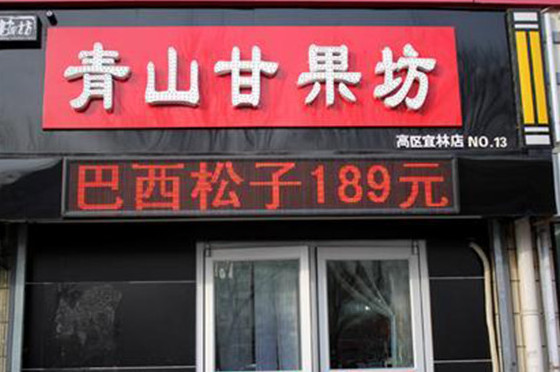 青山甘果坊
高区宜林店 NO.13
巴西松子189元